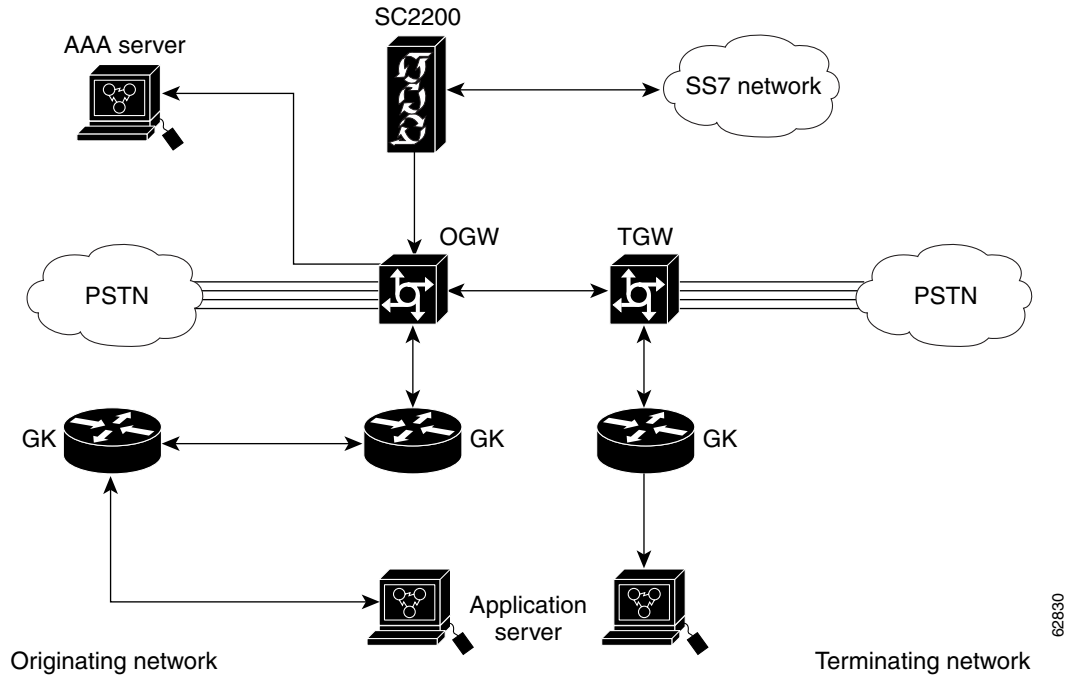 SC2200
AAA server
SS7 network
OGW
TGW
PSTN
PSTN
GK
GK
GK
Application
server
62830
Originating network
Terminating network